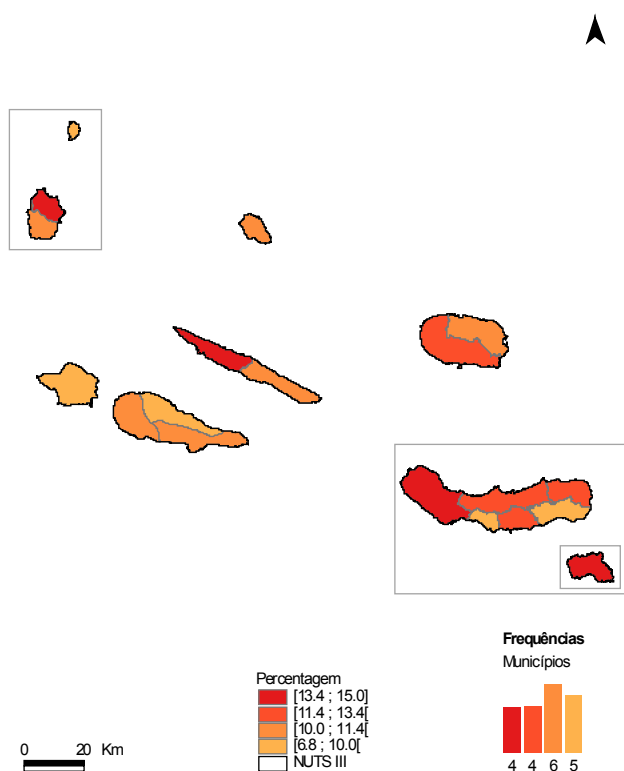 Frequências
Municípios
4 4 6 5
Percentagem
[13.4 ; 15.0]
[11.4 ; 13.4[
[10.0 ; 11.4[
[6.8 ; 10.0[
NUTS III
0 20 Km